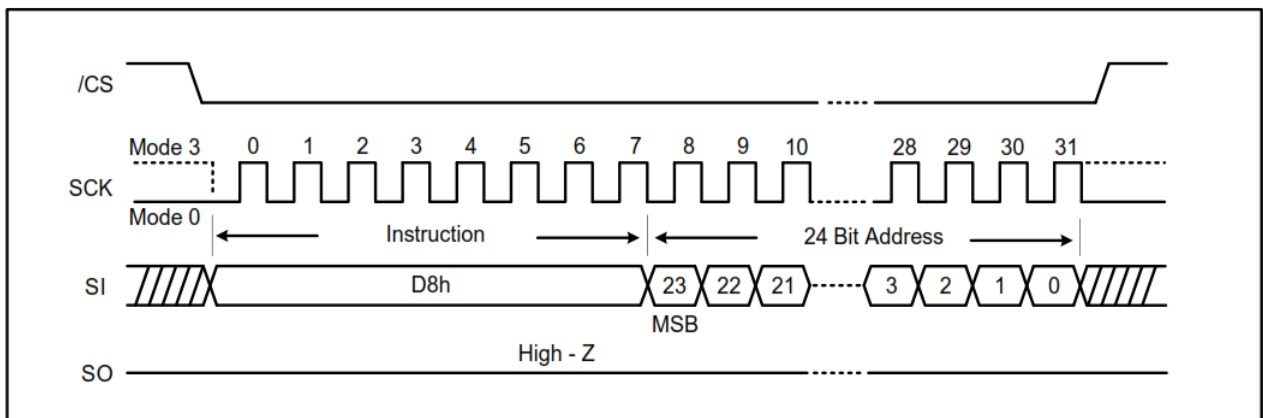 /CS
Mode 3 0 1 2 3 4 5 6 7 8 9 10 28 29 30 31
SCK
Mode 0
Instruction 24 Bit Address
SI D8h 23 22 21 3 2 1 0
MSB
High - Z
SO